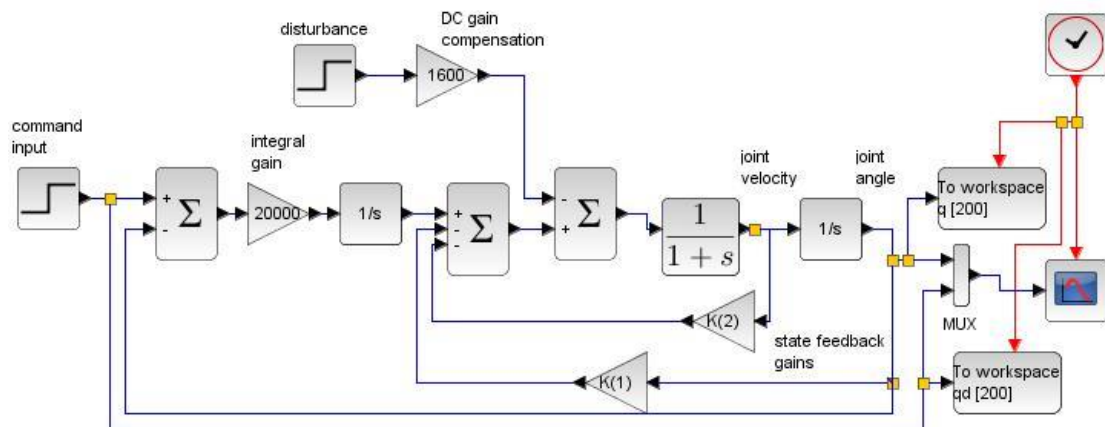 DC gain
compensation
disturbance
1600
command
input
integral
gain
+
-
Σ
20000
1/s
+
-
-
Σ
-
+
Σ
joint
velocity
1
1 + s
joint
angle
1/s
To workspace
q [200]
MUX
K(2)
state feedback
gains
K(1)
To workspace
qd [200]